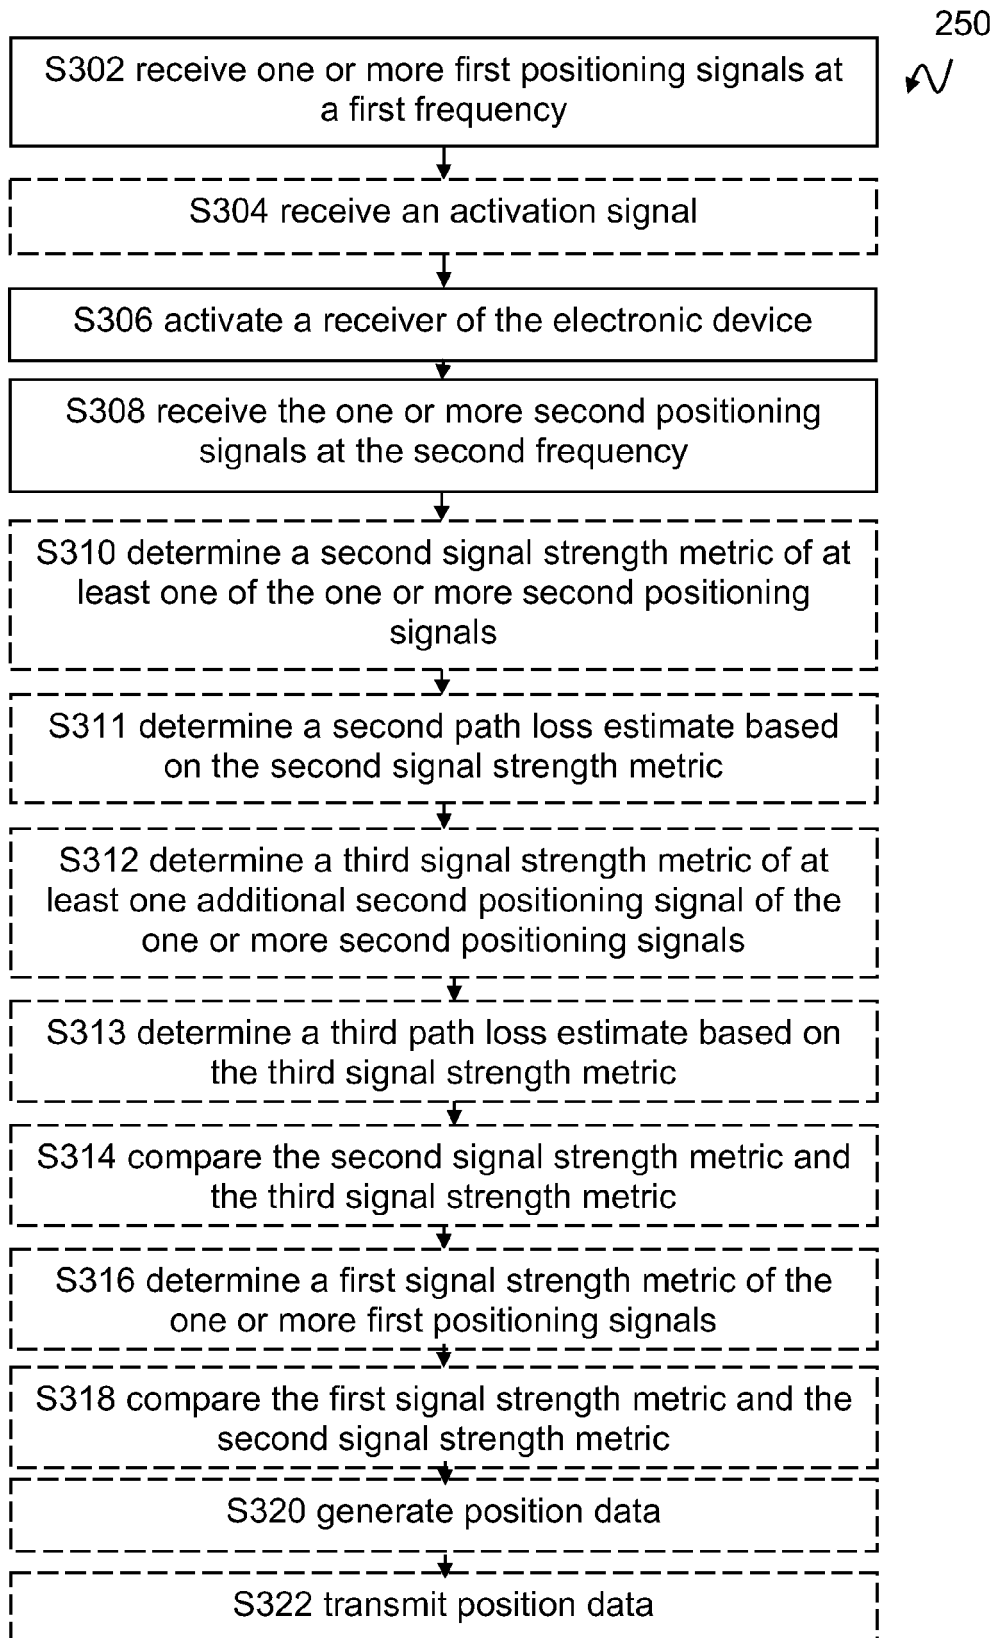 250
S302 receive one or more first positioning signals at
a first frequency
S304 receive an activation signal
S306 activate a receiver of the electronic device
S308 receive the one or more second positioning
signals at the second frequency
S310 determine a second signal strength metric of at
least one of the one or more second positioning
signals
S311 determine a second path loss estimate based
on the second signal strength metric
S312 determine a third signal strength metric of at
least one additional second positioning signal of the
one or more second positioning signals
S313 determine a third path loss estimate based on
the third signal strength metric
S314 compare the second signal strength metric and
the third signal strength metric
S316 determine a first signal strength metric of the
one or more first positioning signals
S318 compare the first signal strength metric and the
second signal strength metric
S320 generate position data
S322 transmit position data